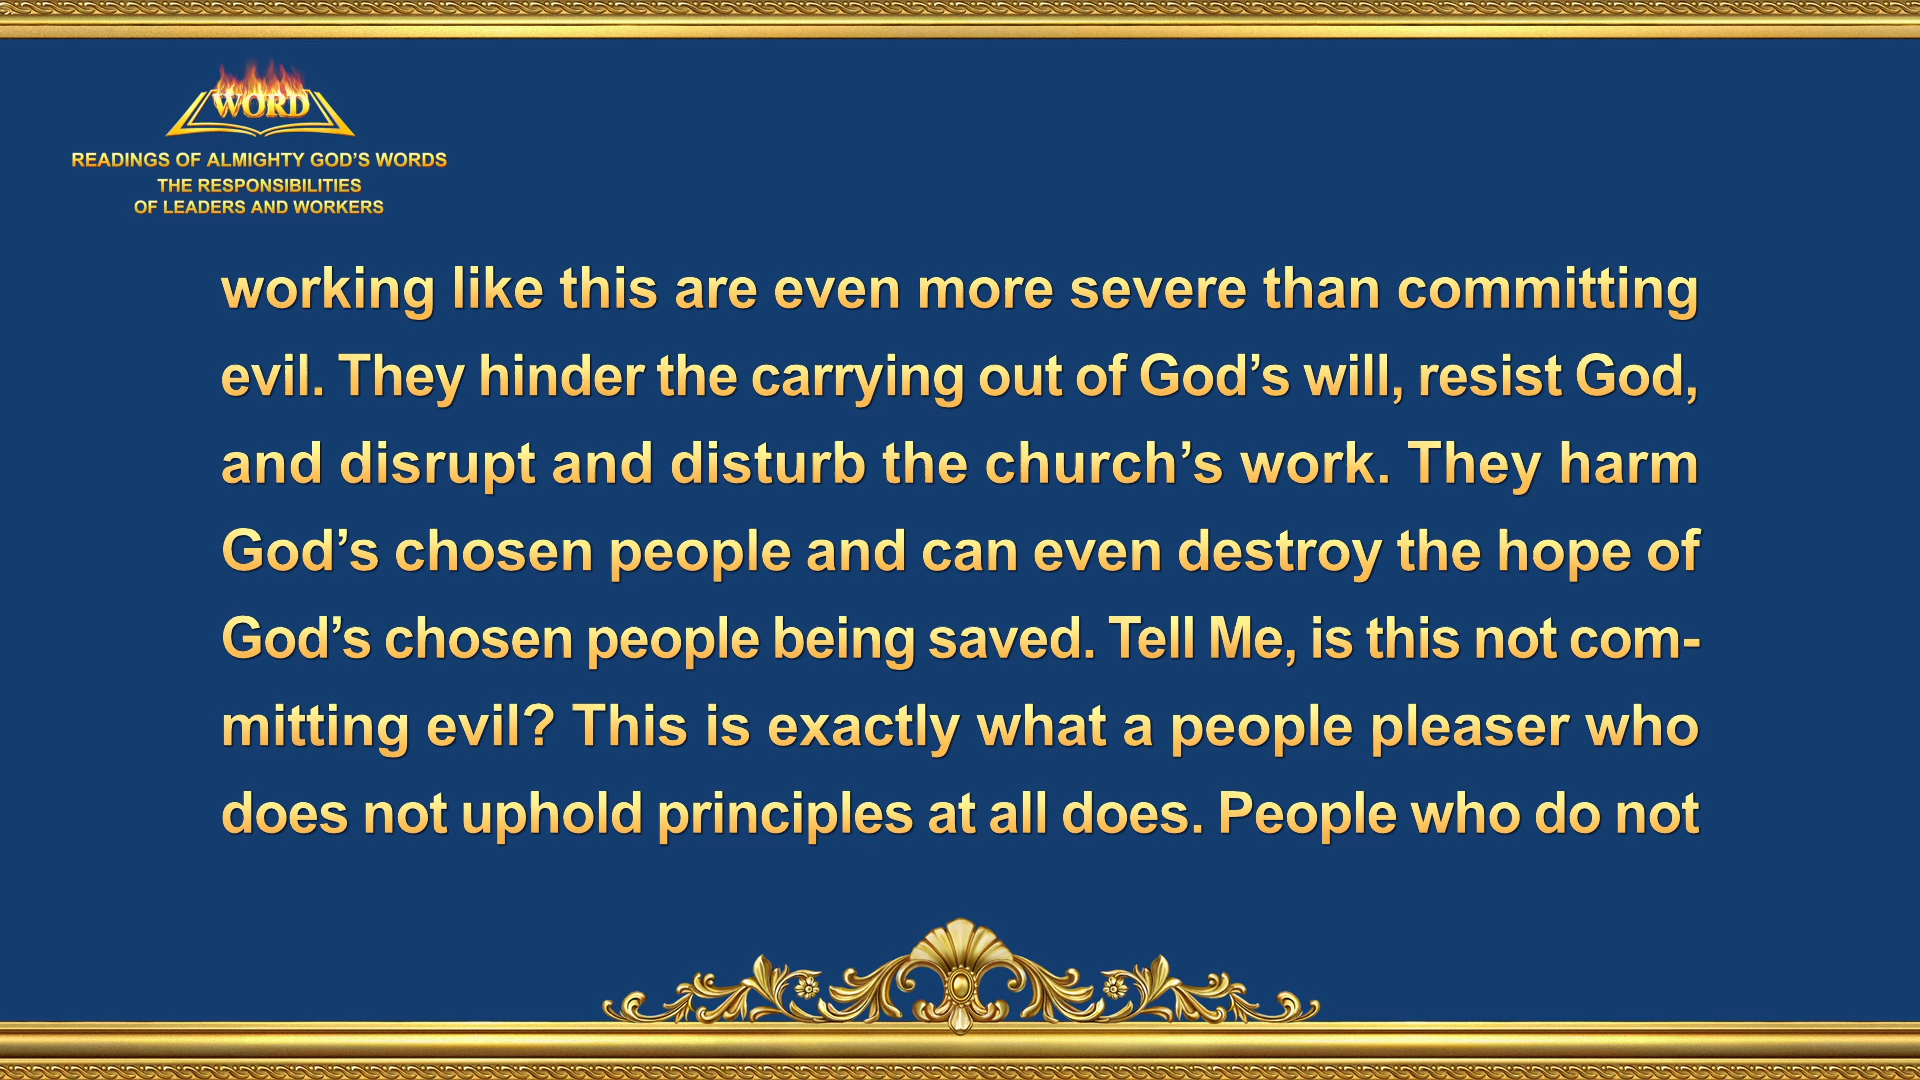 WORD
READINGS OF ALMIGHTY GOD’S WORDS
THE RESPONSIBILITIES
OF LEADERS AND WORKERS
working like this are even more severe than committing
evil. They hinder the carrying out of God’s will, resist God,
and disrupt and disturb the church’s work. They harm
God’s chosen people and can even destroy the hope of
God’s chosen people being saved. Tell Me, is this not com-
mitting evil? This is exactly what a people pleaser who
does not uphold principles at all does. People who do not